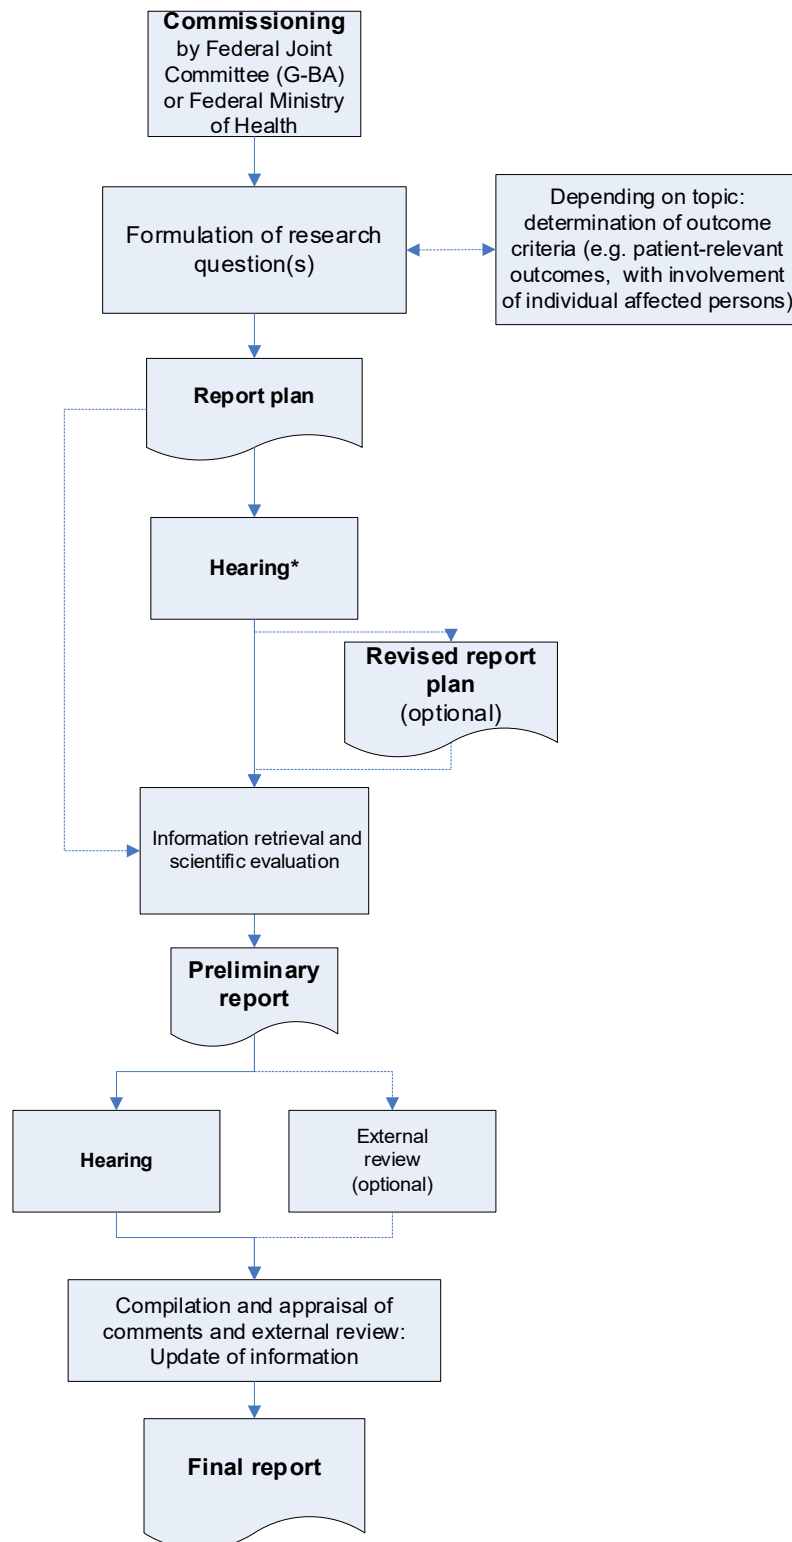 Commissioning
by Federal Joint
Committee (G-BA)
or Federal Ministry
of Health
Formulation of research
question(s)
Depending on topic:
determination of outcome
criteria (e.g. patient-relevant
outcomes, with involvement
of individual affected persons)
Report plan
Hearing*
Revised report
plan
(optional)
Information retrieval and
scientific evaluation
Preliminary
report
Hearing
External
review
(optional)
Compilation and appraisal of
comments and external review:
Update of information
Final report